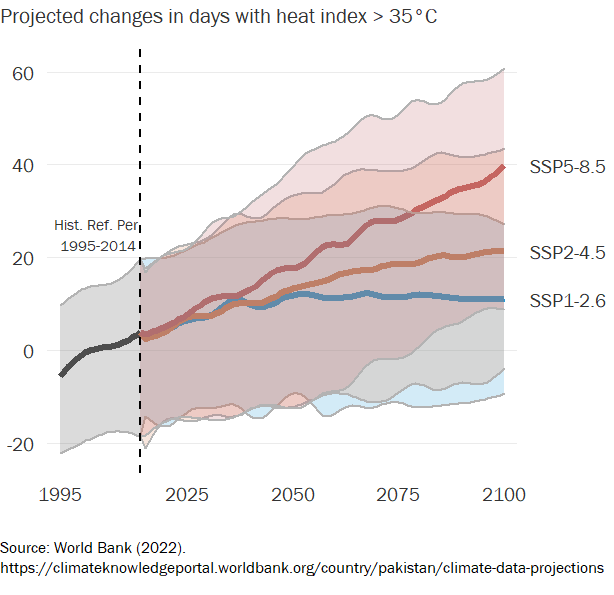 Projected changes in days with heat index > 35°C
60
40
20
0
-20
Hist. Ref. Per
1995-2014
SSP5-8.5
SSP2-4.5
SSP1-2.6
1995 2025 2050 2075 2100
Source: World Bank (2022).
https://climateknowledgeportal.worldbank.org/country/pakistan/climate-data-projections